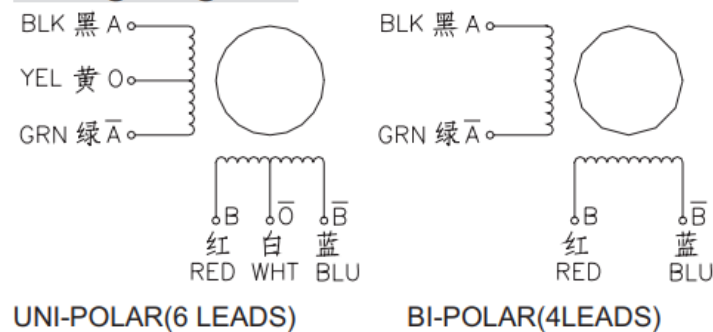 BLK 黑 A
YEL 黄 O
GRN 绿 A̅
B O̅ B̅
红 白 蓝
RED WHT BLU
UNI-POLAR(6 LEADS)
BLK 黑 A
GRN 绿 A̅
B B̅
红 蓝
RED BLU
BI-POLAR(4LEADS)